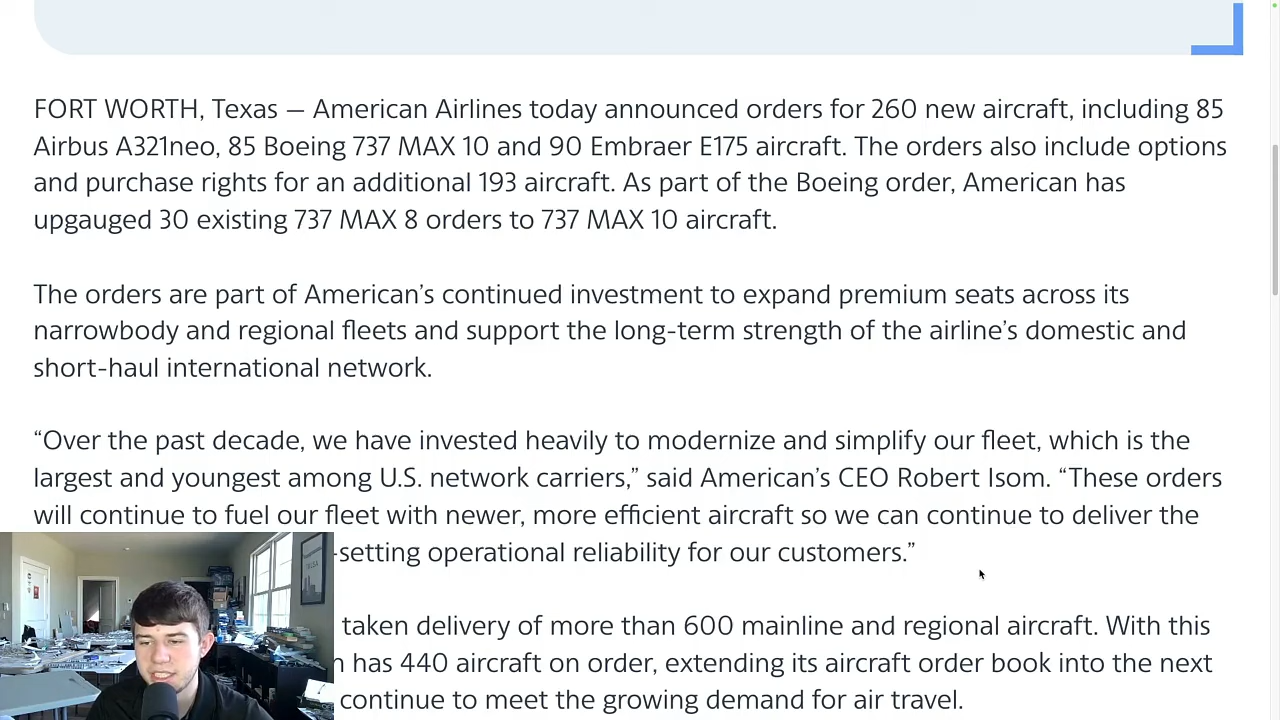 FORT WORTH, Texas — American Airlines today announced orders for 260 new aircraft, including 85
Airbus A321neo, 85 Boeing 737 MAX 10 and 90 Embraer E175 aircraft. The orders also include options
and purchase rights for an additional 193 aircraft. As part of the Boeing order, American has
upgauged 30 existing 737 MAX 8 orders to 737 MAX 10 aircraft.
The orders are part of American’s continued investment to expand premium seats across its
narrowbody and regional fleets and support the long-term strength of the airline’s domestic and
short-haul international network.
“Over the past decade, we have invested heavily to modernize and simplify our fleet, which is the
largest and youngest among U.S. network carriers,” said American’s CEO Robert Isom. “These orders
will continue to fuel our fleet with newer, more efficient aircraft so we can continue to deliver the
-setting operational reliability for our customers.”
taken delivery of more than 600 mainline and regional aircraft. With this
has 440 aircraft on order, extending its aircraft order book into the next
continue to meet the growing demand for air travel.